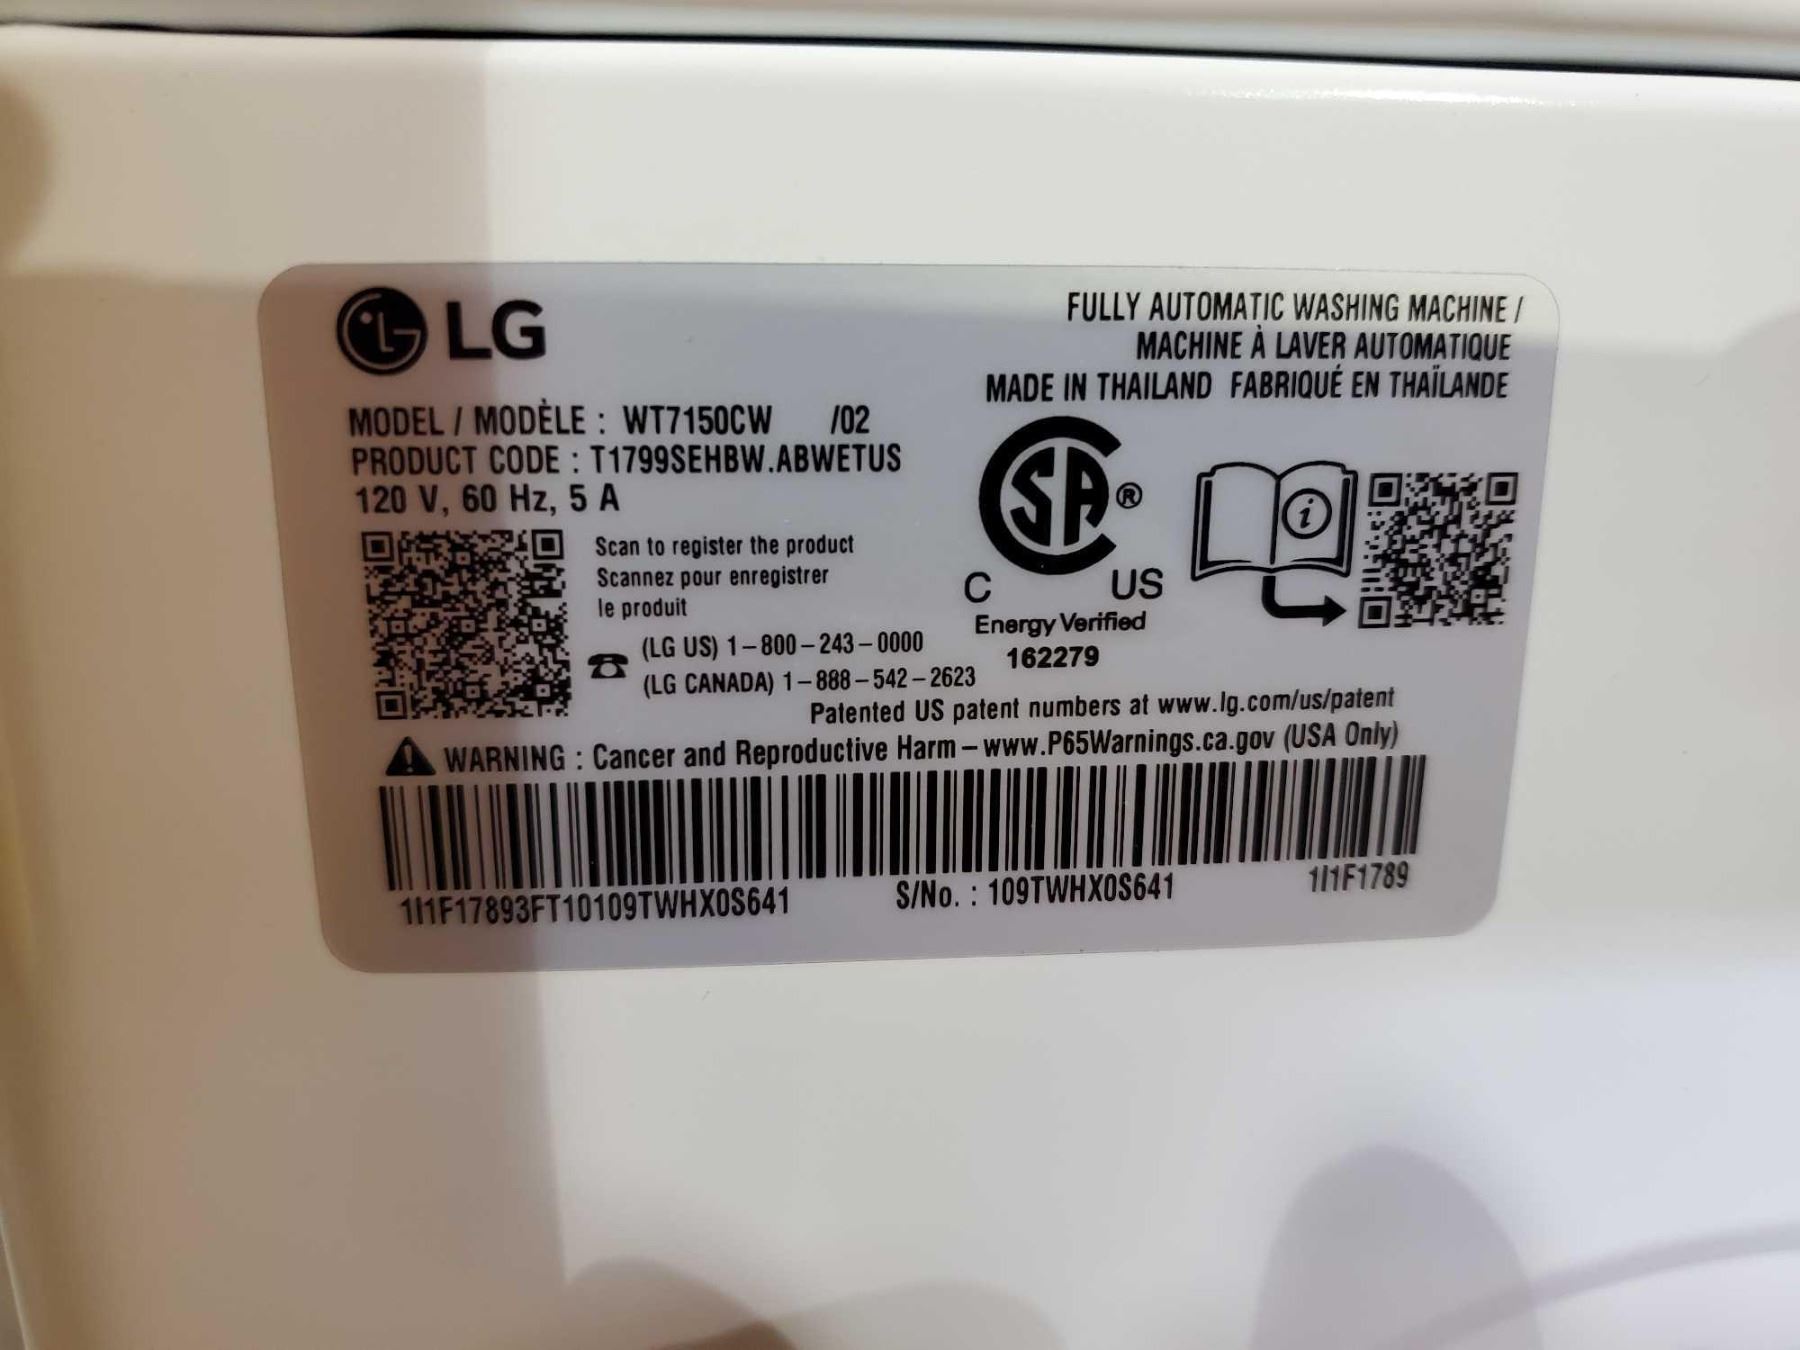 LG
FULLY AUTOMATIC WASHING MACHINE /
MACHINE À LAVER AUTOMATIQUE
MADE IN THAILAND FABRIQUÉ EN THAÏLANDE
MODEL / MODÈLE : WT7150CW /02
PRODUCT CODE : T1799SEHBW.ABWETUS
120 V, 60 Hz, 5 A
Scan to register the product
Scannez pour enregistrer
le produit
(LG US) 1-800-243-0000
(LG CANADA) 1-888-542-2623
SA ®
C US
Energy Verified
162279
i
Patented US patent numbers at www.lg.com/us/patent
WARNING : Cancer and Reproductive Harm – www.P65Warnings.ca.gov (USA Only)
1I1F17893FT10109TWHX0S641 S/No. : 109TWHX0S641 1I1F1789